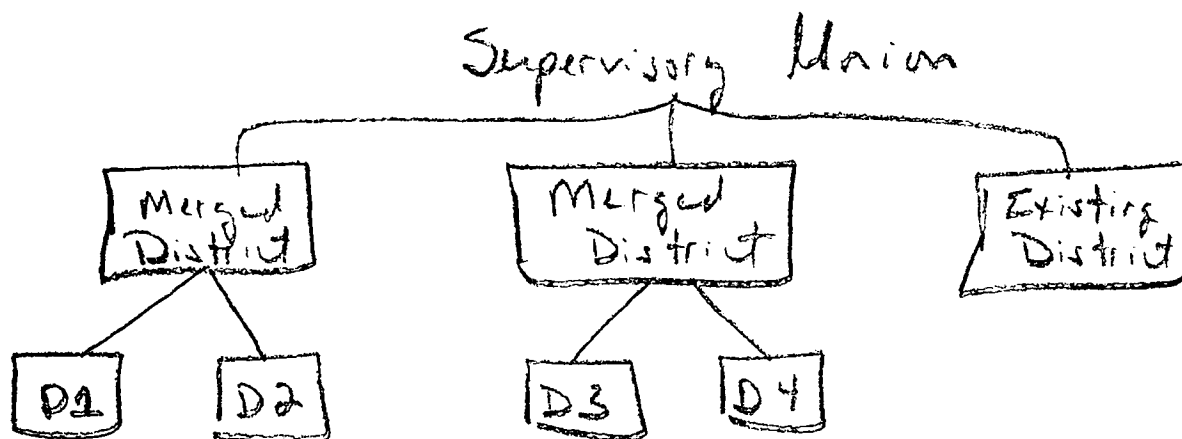 Supervisory Union
Merged
District
Merged
District
Existing
District
D1
D2
D3
D4